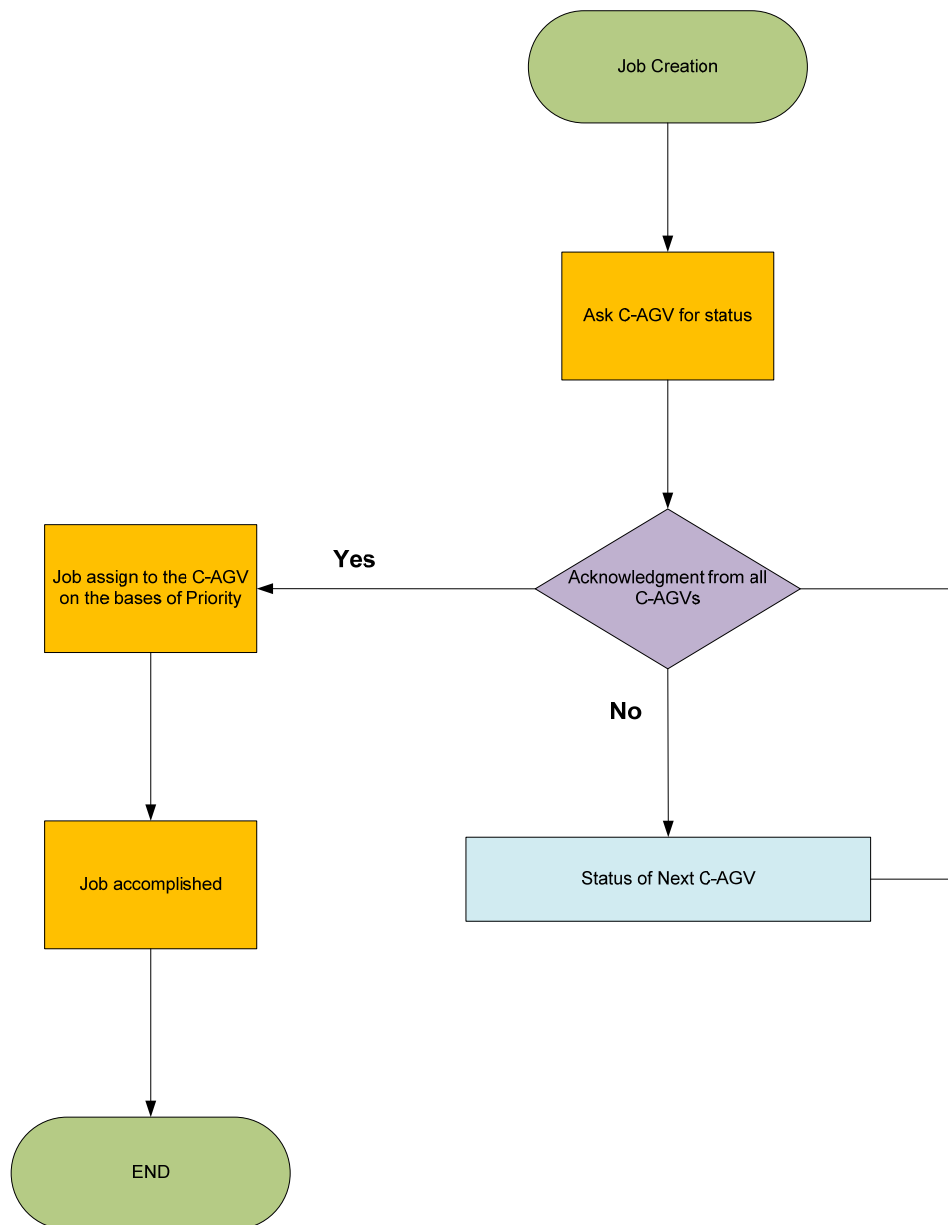 Job Creation
Ask C-AGV for status
Acknowledgment from all
C-AGVs
Yes
Job assign to the C-AGV
on the bases of Priority
No
Job accomplished
Status of Next C-AGV
END